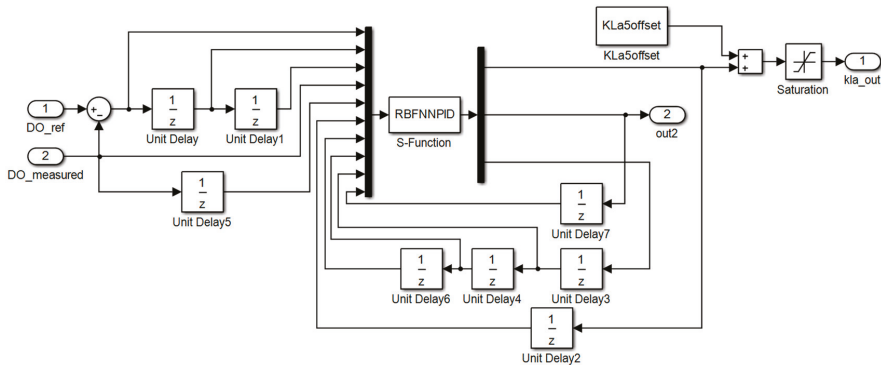 KLa5offset
KLa5offset
+
+
Saturation
1
kla_out
1
DO_ref
+
−
1
z
Unit Delay
1
z
Unit Delay1
RBFNNPID
S-Function
2
out2
2
DO_measured
1
z
Unit Delay5
1
z
Unit Delay7
1
z
Unit Delay6
1
z
Unit Delay4
1
z
Unit Delay3
1
z
Unit Delay2